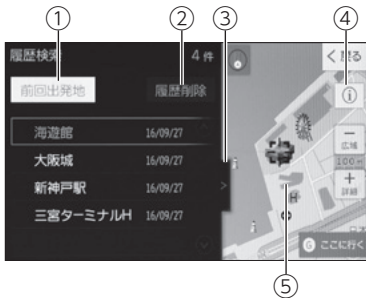 ① ② ③ ④
履歴検索 4 件 < 戻る
前回出発地 履歴削除 i
海遊館 16/09/27
大阪城 16/09/27
新神戸駅 16/09/27
三宮ターミナルH 16/09/27
− 広域
100m
+ 詳細
H
G ここに行く
⑤